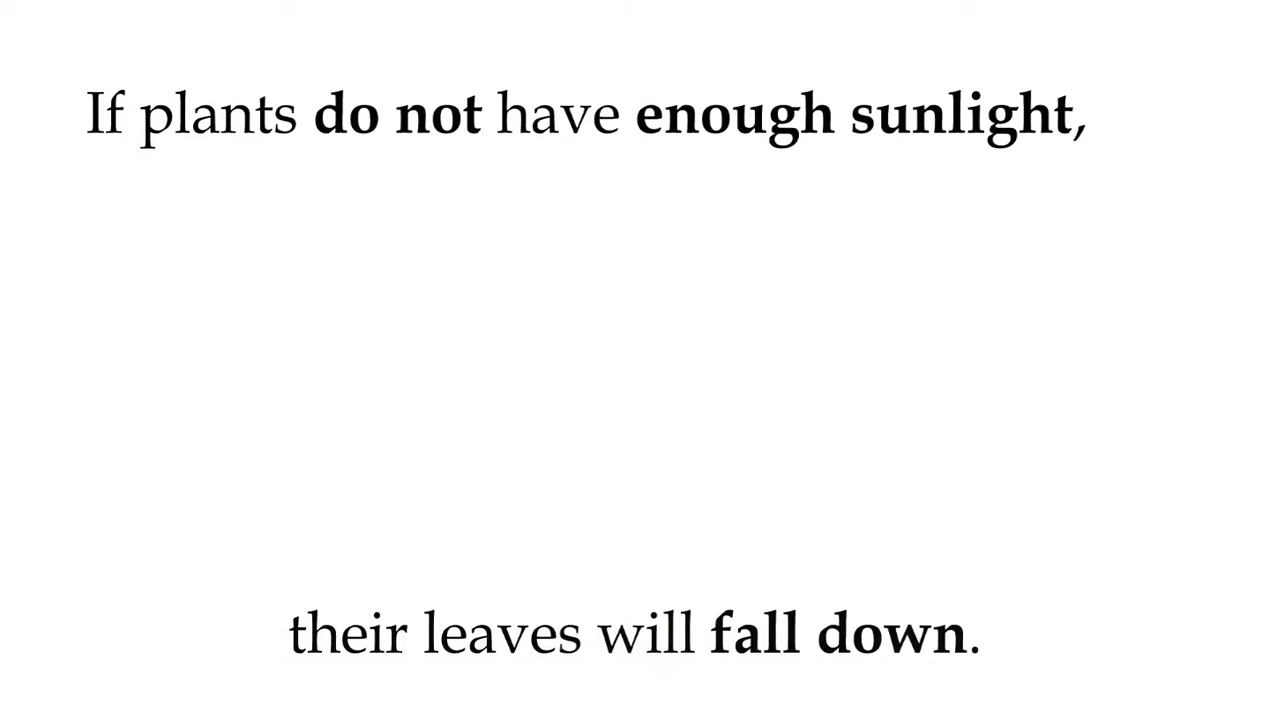 If plants do not have enough sunlight,
their leaves will fall down.